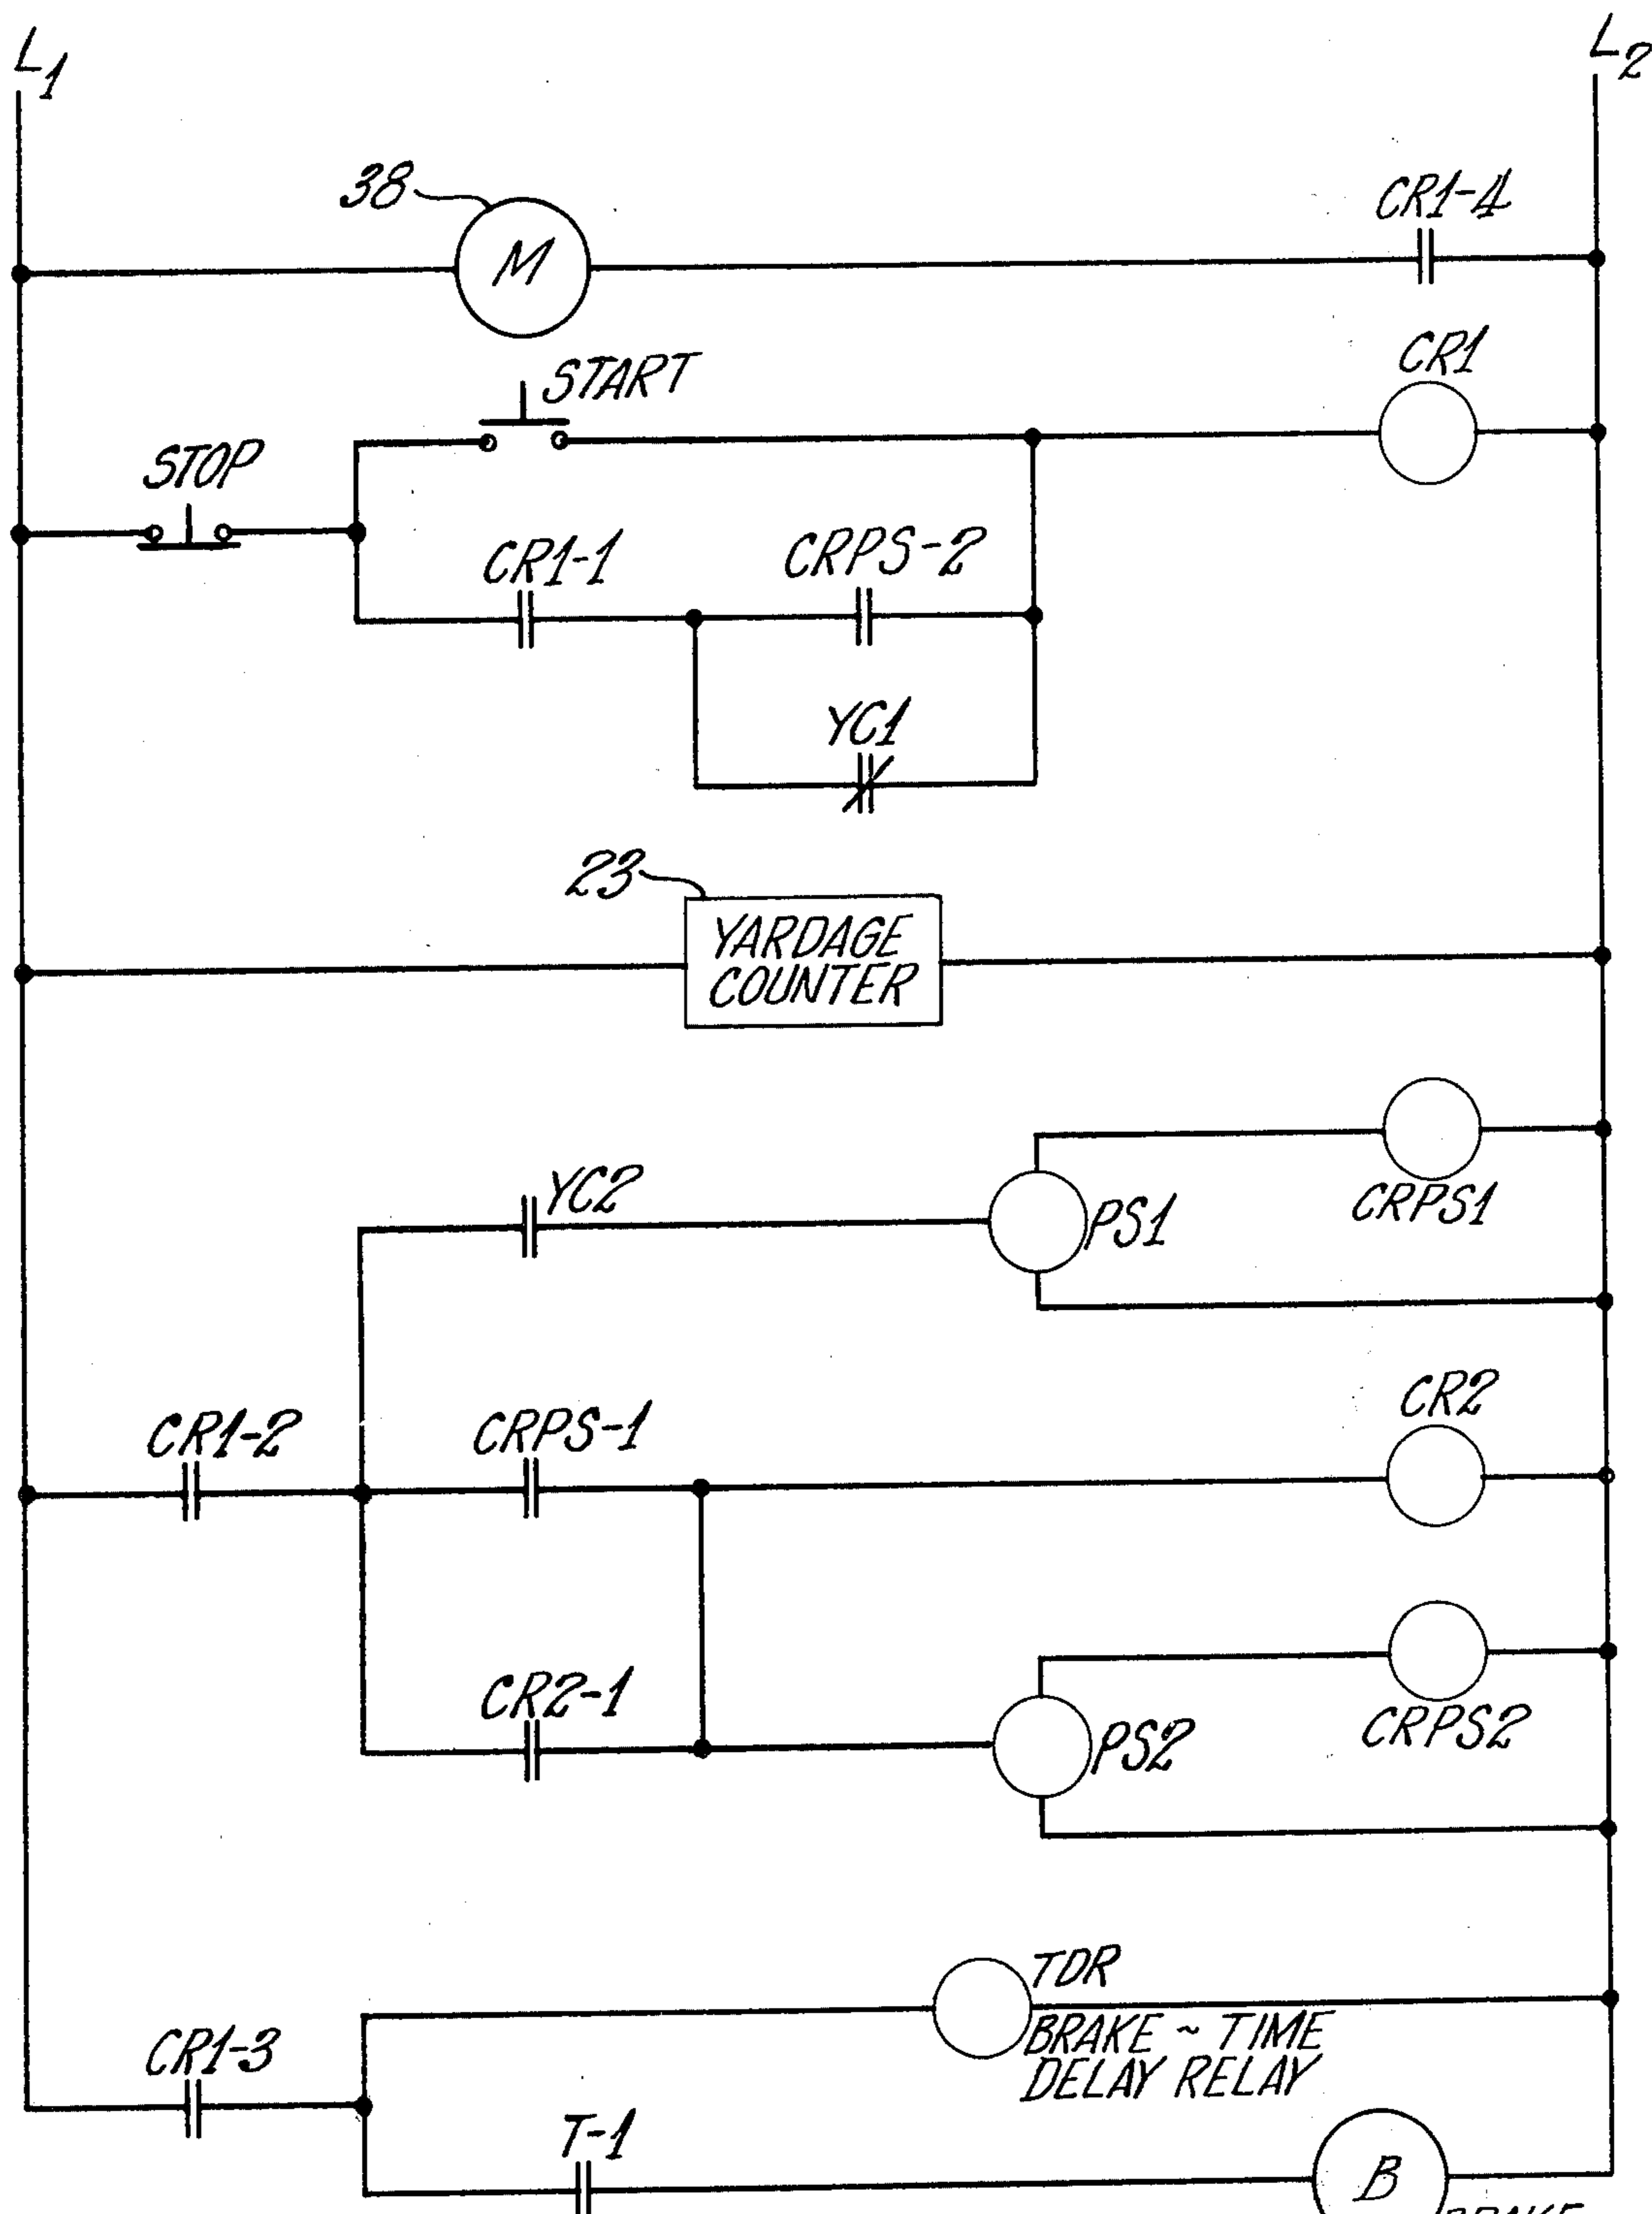 L1
L2
38
M
CR1-4
CR1
START
STOP
CR1-1
CRPS-2
YC1
23
YARDAGE
COUNTER
YC2
PS1
CRPS1
CR1-2
CRPS-1
CR2
CR2-1
PS2
CRPS2
TDR
BRAKE ~ TIME
DELAY RELAY
CR1-3
T-1
B